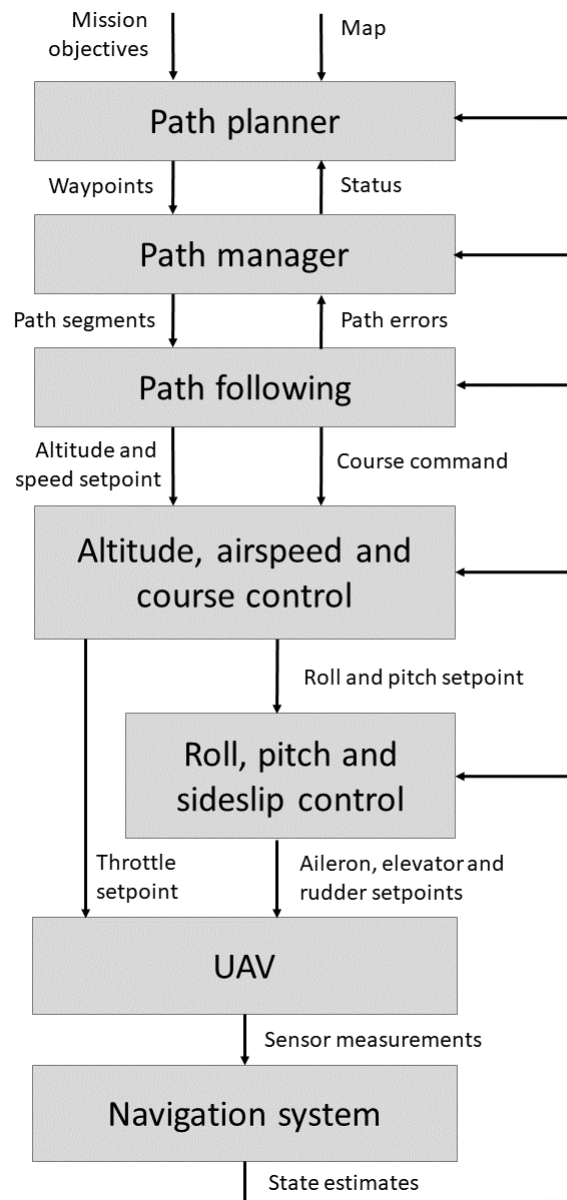 Mission
objectives
Map
Path planner
Waypoints
Status
Path manager
Path segments
Path errors
Path following
Altitude and
speed setpoint
Course command
Altitude, airspeed and
course control
Roll and pitch setpoint
Roll, pitch and
sideslip control
Throttle
setpoint
Aileron, elevator and
rudder setpoints
UAV
Sensor measurements
Navigation system
State estimates